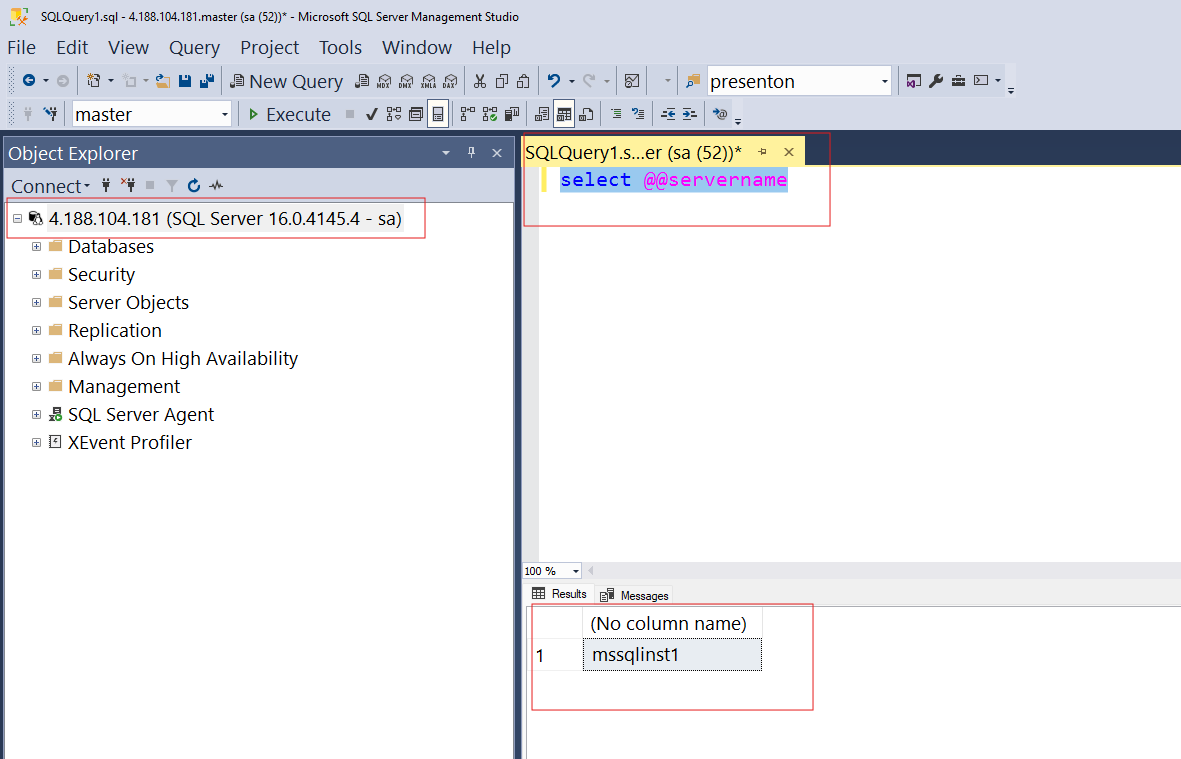 SQLQuery1.sql - 4.188.104.181.master (sa (52))* - Microsoft SQL Server Management Studio
File Edit View Query Project Tools Window Help
New Query MDX DMX XMLA DAX presenton
master Execute
Object Explorer
Connect
4.188.104.181 (SQL Server 16.0.4145.4 - sa)
Databases
Security
Server Objects
Replication
Always On High Availability
Management
SQL Server Agent
XEvent Profiler
SQLQuery1.s...er (sa (52))*
select @@servername
100 %
Results Messages
(No column name)
1 mssqlinst1